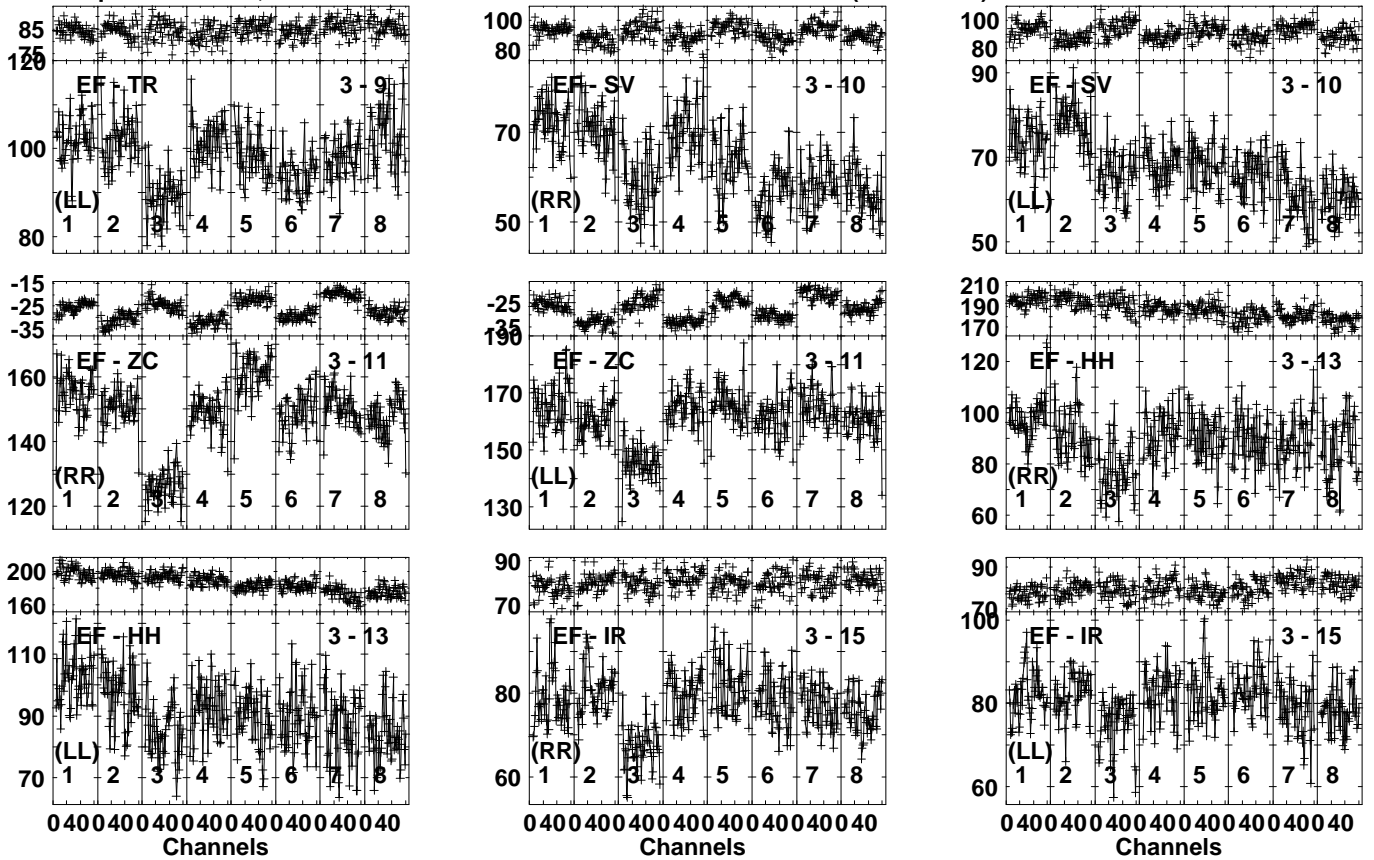 85 75 120 100 80 EF - TR 3 - 9 (LL) 1 2 3 4 5 6 7 8
100 80 70 50 EF - SV 3 - 10 (RR) 1 2 3 4 5 6 7 8
100 80 90 70 50 EF - SV 3 - 10 (LL) 1 2 3 4 5 6 7 8
-15 -25 -35 160 140 120 EF - ZC 3 - 11 (RR) 1 2 3 4 5 6 7 8
-25 -35 190 170 150 130 EF - ZC 3 - 11 (LL) 1 2 3 4 5 6 7 8
210 190 170 120 100 80 60 EF - HH 3 - 13 (RR) 1 2 3 4 5 6 7 8
200 160 110 90 70 EF - HH 3 - 13 (LL) 1 2 3 4 5 6 7 8
90 70 80 60 EF - IR 3 - 15 (RR) 1 2 3 4 5 6 7 8
90 70 100 80 60 EF - IR 3 - 15 (LL) 1 2 3 4 5 6 7 8
0 40 0 40 0 40 0 40 0 40 0 40 0 40 0 40
0 40 0 40 0 40 0 40 0 40 0 40 0 40 0 40
0 40 0 40 0 40 0 40 0 40 0 40 0 40 0 40
Channels
Channels
Channels